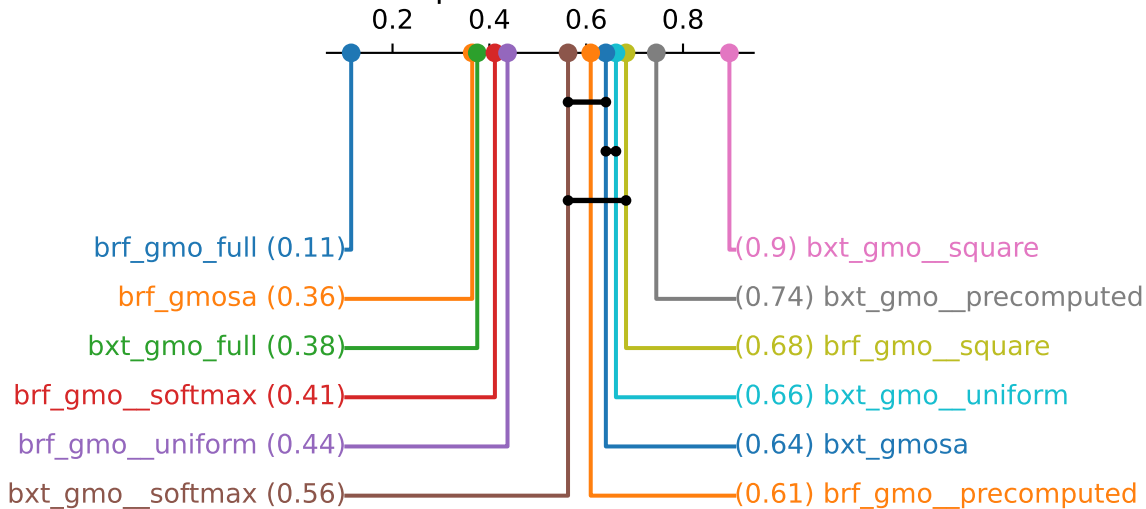 0.2 0.4 0.6 0.8
brf_gmo_full (0.11) (0.9) bxt_gmo__square
brf_gmosa (0.36) (0.74) bxt_gmo__precomputed
bxt_gmo_full (0.38) (0.68) brf_gmo__square
brf_gmo__softmax (0.41) (0.66) bxt_gmo__uniform
brf_gmo__uniform (0.44) (0.64) bxt_gmosa
bxt_gmo__softmax (0.56) (0.61) brf_gmo__precomputed